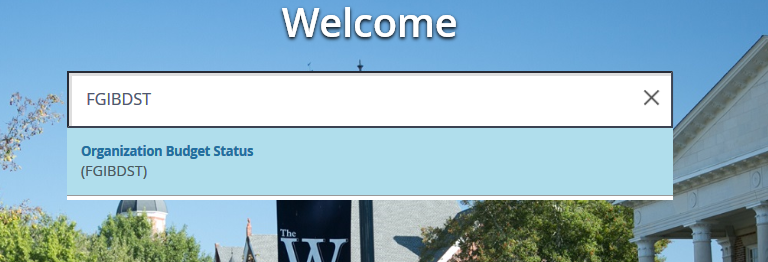 Welcome
FGIBDST
Organization Budget Status
(FGIBDST)
The
W